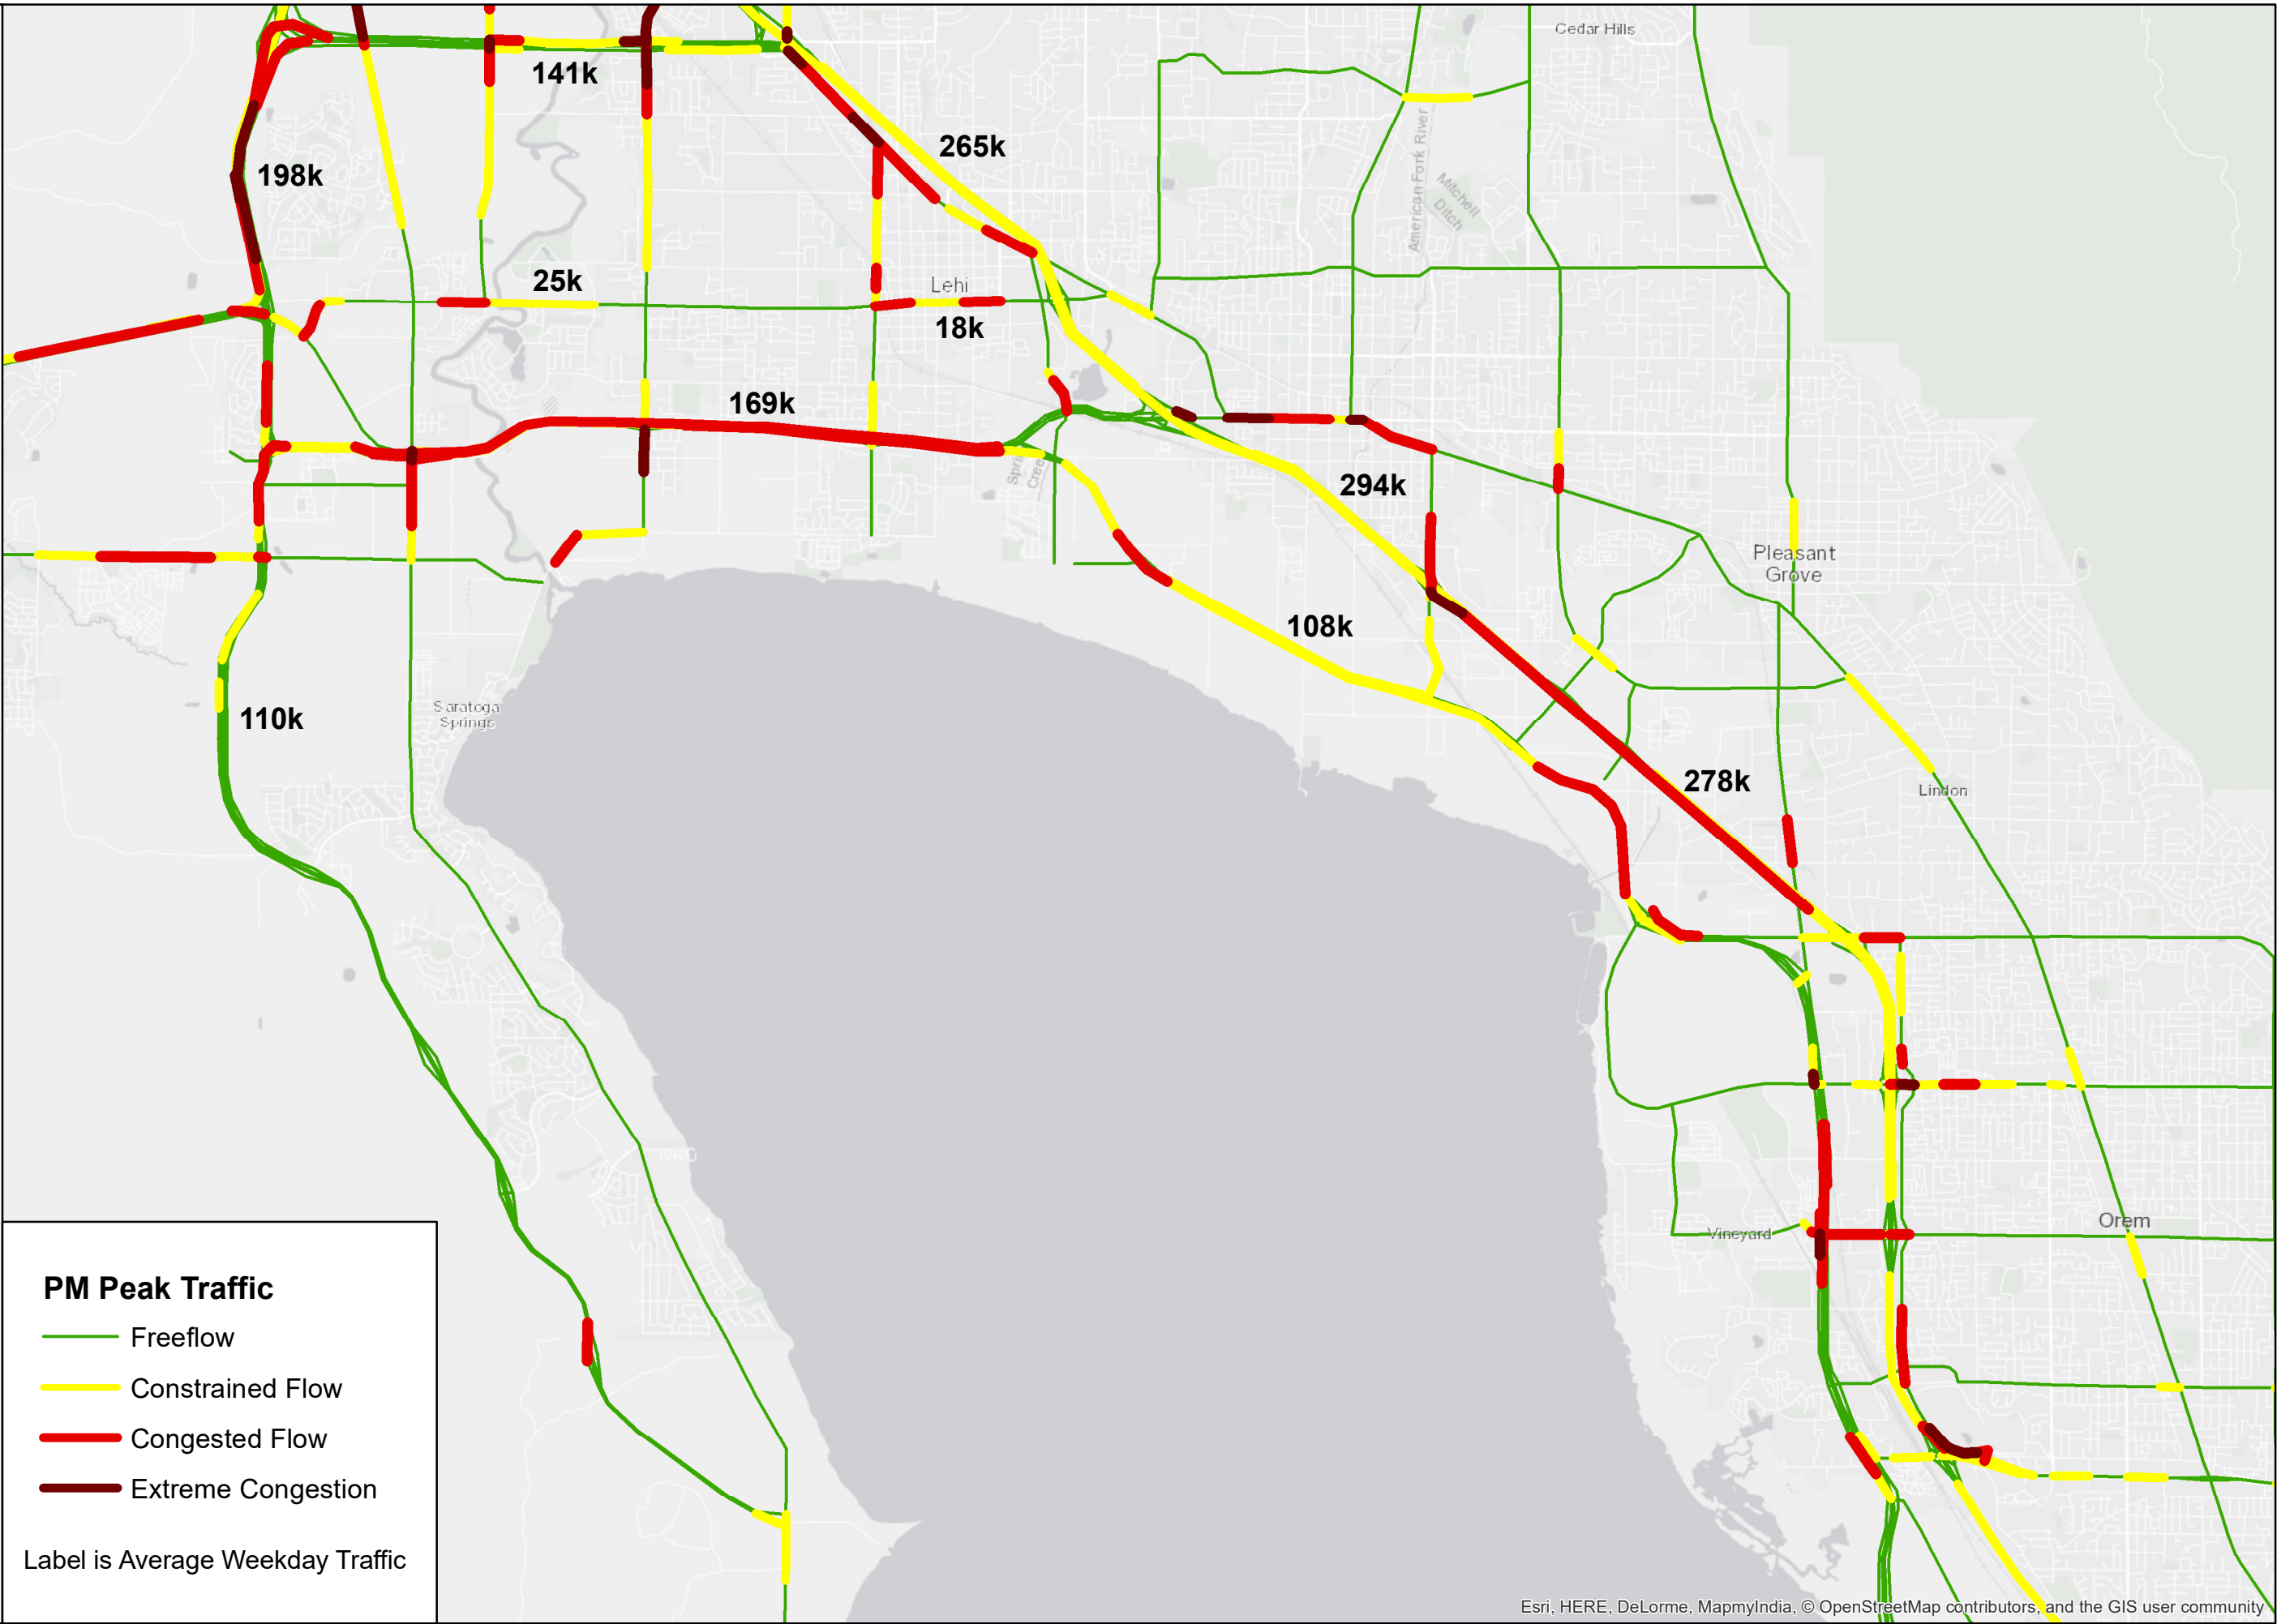 Cedar Hills
141k
265k
American Fork River
Mitchell
Ditch
198k
25k
Lehi
18k
169k
Spring
Creek
294k
Pleasant
Grove
108k
Saratoga
Springs
110k
278k
Lindon
Vineyard
Orem
PM Peak Traffic
Freeflow
Constrained Flow
Congested Flow
Extreme Congestion
Label is Average Weekday Traffic
Esri, HERE, DeLorme, MapmyIndia, © OpenStreetMap contributors, and the GIS user community